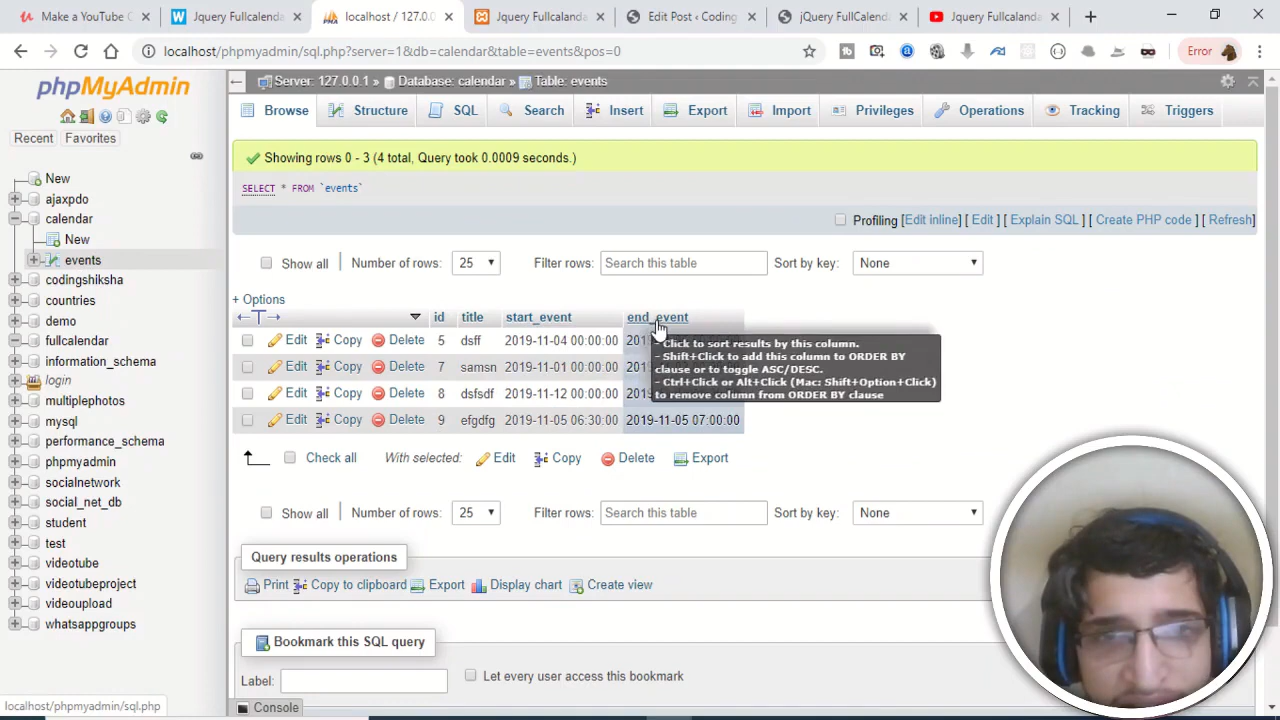 Make a YouTube C
Jquery Fullcalenda
localhost / 127.0.0
Jquery Fullcalanda
Edit Post ‹ Coding
jQuery FullCalend
Jquery Fullcalanda
localhost/phpmyadmin/sql.php?server=1&db=calendar&table=events&pos=0
Error
phpMyAdmin
Recent
Favorites
New
ajaxpdo
calendar
New
events
codingshiksha
countries
demo
fullcalendar
information_schema
login
multiplephotos
mysql
performance_schema
phpmyadmin
socialnetwork
social_net_db
student
test
videotube
videotubeproject
videoupload
whatsappgroups
localhost/phpmyadmin/sql.php
Server: 127.0.0.1 » Database: calendar » Table: events
Browse Structure SQL Search Insert Export Import Privileges Operations Tracking Triggers
Showing rows 0 - 3 (4 total, Query took 0.0009 seconds.)
SELECT * FROM `events`
Profiling [Edit inline] [ Edit ] [ Explain SQL ] [ Create PHP code ] [ Refresh]
Show all Number of rows: 25 Filter rows: Search this table Sort by key: None
+ Options
id title start_event end_event
Edit Copy Delete 5 dsff 2019-11-04 00:00:00
Edit Copy Delete 7 samsn 2019-11-01 00:00:00
Edit Copy Delete 8 dsfsdf 2019-11-12 00:00:00
Edit Copy Delete 9 efgdfg 2019-11-05 06:30:00 2019-11-05 07:00:00
- Click to sort results by this column.
- Shift+Click to add this column to ORDER BY
clause or to toggle ASC/DESC.
- Ctrl+Click or Alt+Click (Mac: Shift+Option+Click)
to remove column from ORDER BY clause
Check all With selected: Edit Copy Delete Export
Show all Number of rows: 25 Filter rows: Search this table Sort by key: None
Query results operations
Print Copy to clipboard Export Display chart Create view
Bookmark this SQL query
Label: Let every user access this bookmark
Console